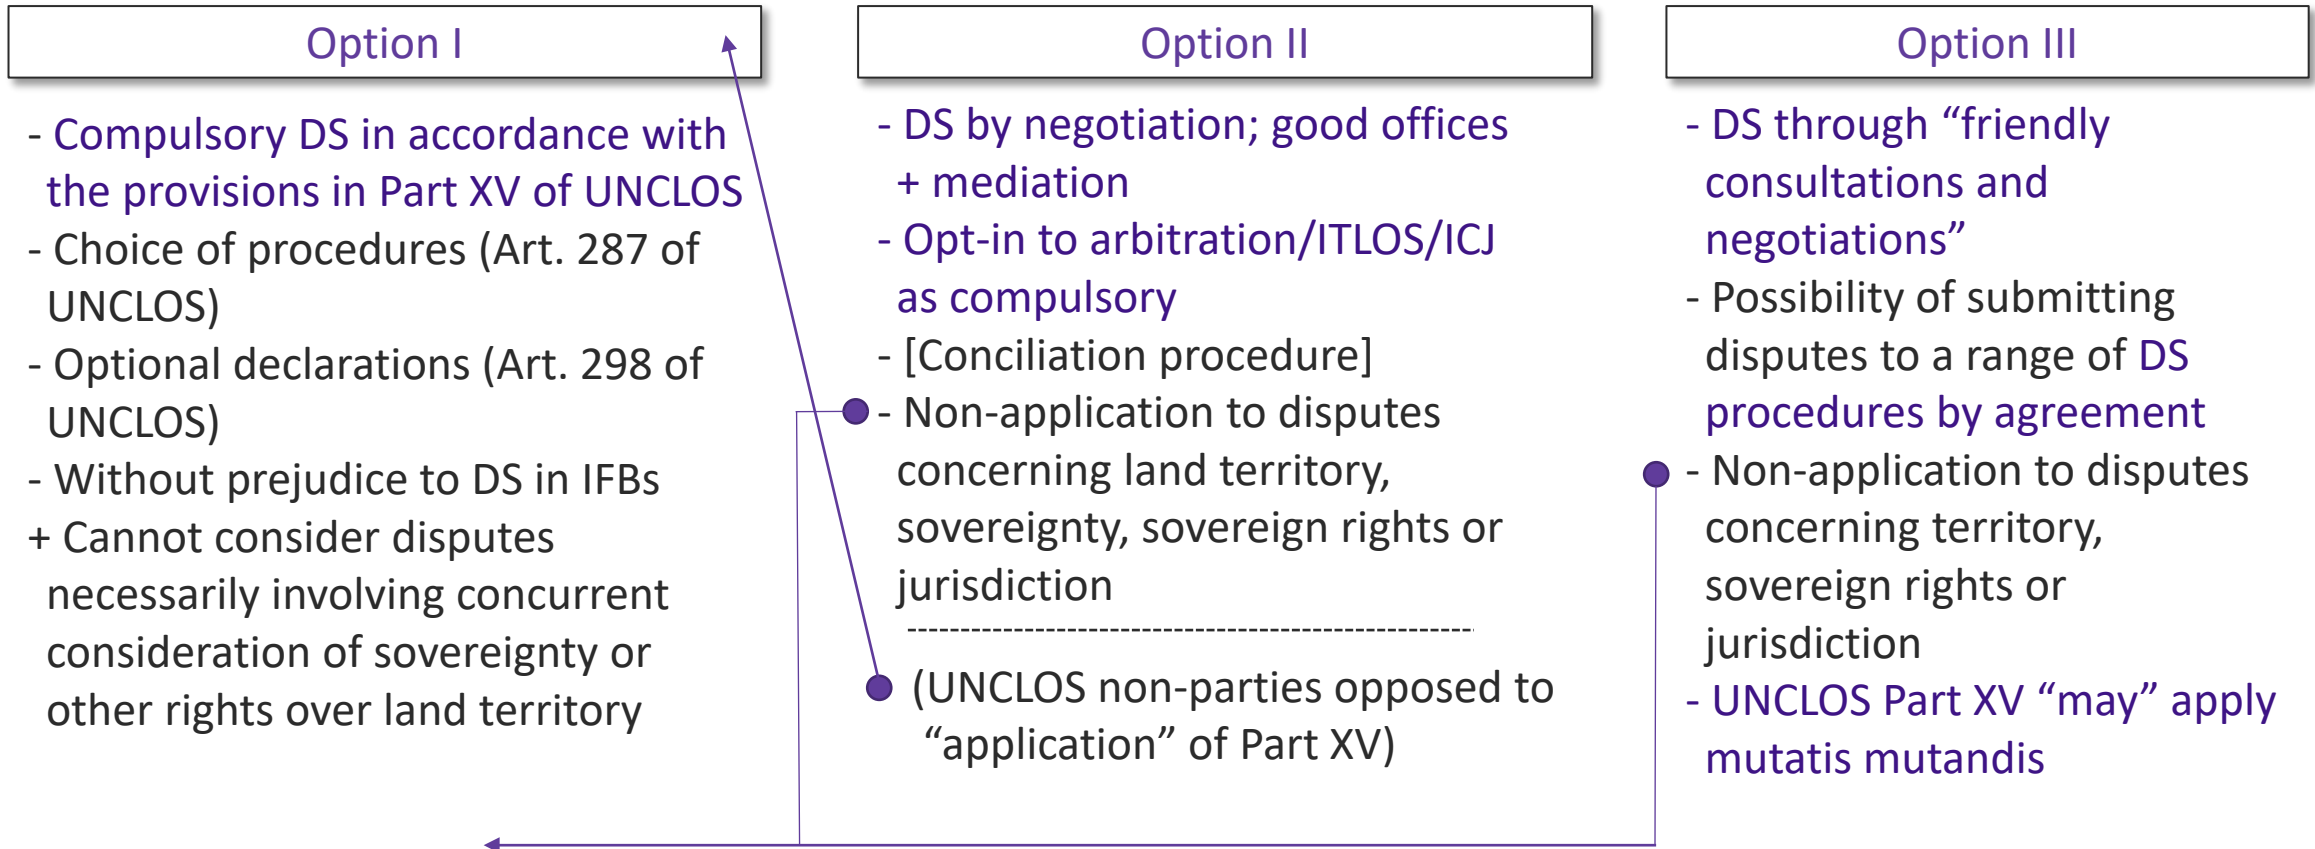 Option I
- Compulsory DS in accordance with
the provisions in Part XV of UNCLOS
- Choice of procedures (Art. 287 of
UNCLOS)
- Optional declarations (Art. 298 of
UNCLOS)
- Without prejudice to DS in IFBs
+ Cannot consider disputes
necessarily involving concurrent
consideration of sovereignty or
other rights over land territory
Option II
- DS by negotiation; good offices
+ mediation
- Opt-in to arbitration/ITLOS/ICJ
as compulsory
- [Conciliation procedure]
- Non-application to disputes
concerning land territory,
sovereignty, sovereign rights or
jurisdiction
(UNCLOS non-parties opposed to
“application” of Part XV)
Option III
- DS through “friendly
consultations and
negotiations”
- Possibility of submitting
disputes to a range of DS
procedures by agreement
- Non-application to disputes
concerning territory,
sovereign rights or
jurisdiction
- UNCLOS Part XV “may” apply
mutatis mutandis